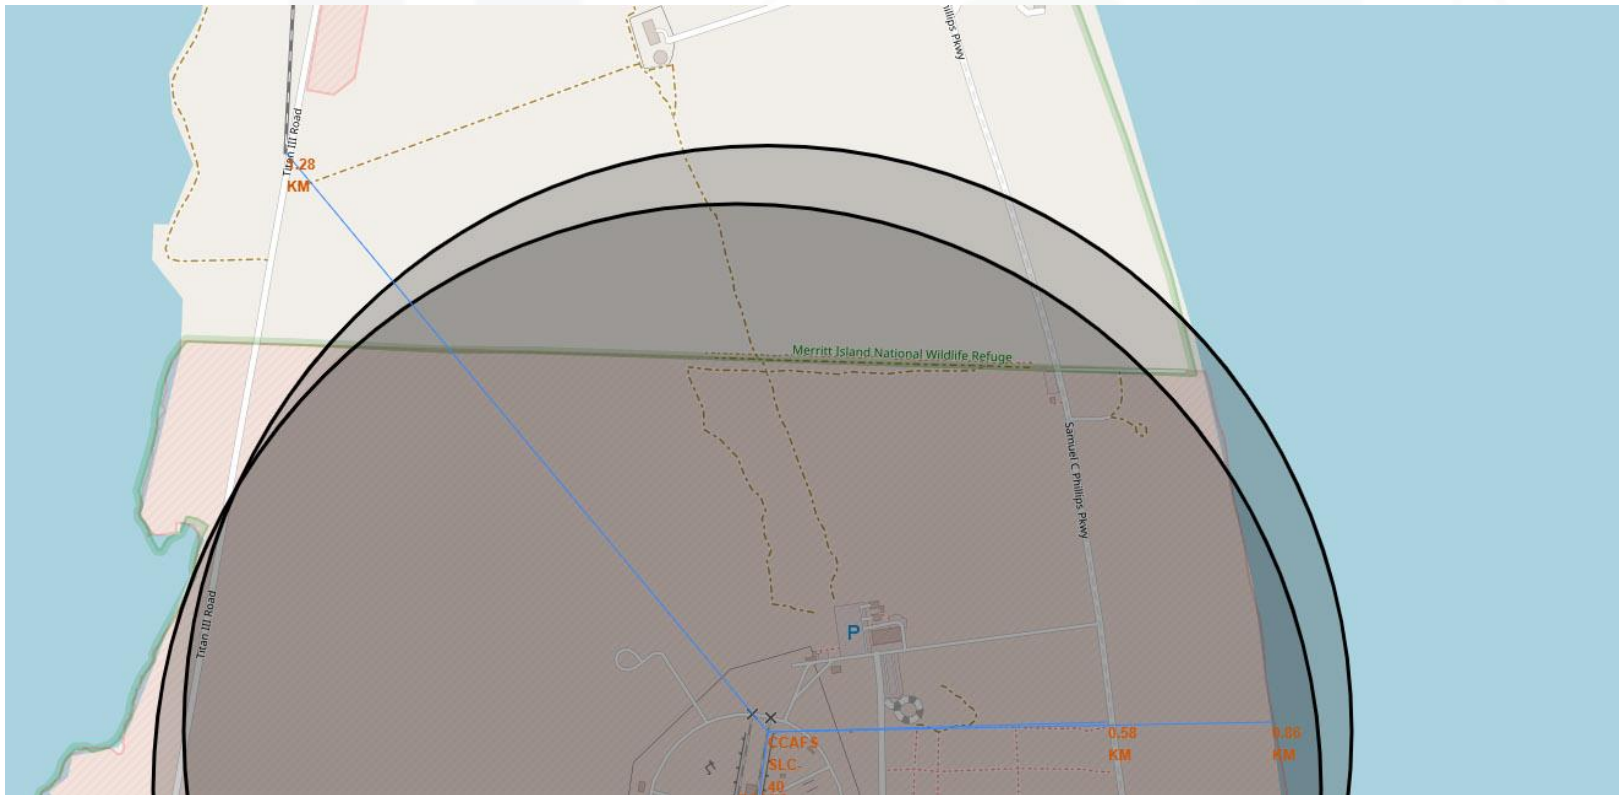 hillips Pkwy
Titan III Road
1.28
KM
Merritt Island National Wildlife Refuge
Samuel C Phillips Pkwy
Titan III Road
P
CCAFS
SLC-
40
0.58
KM
0.86
KM